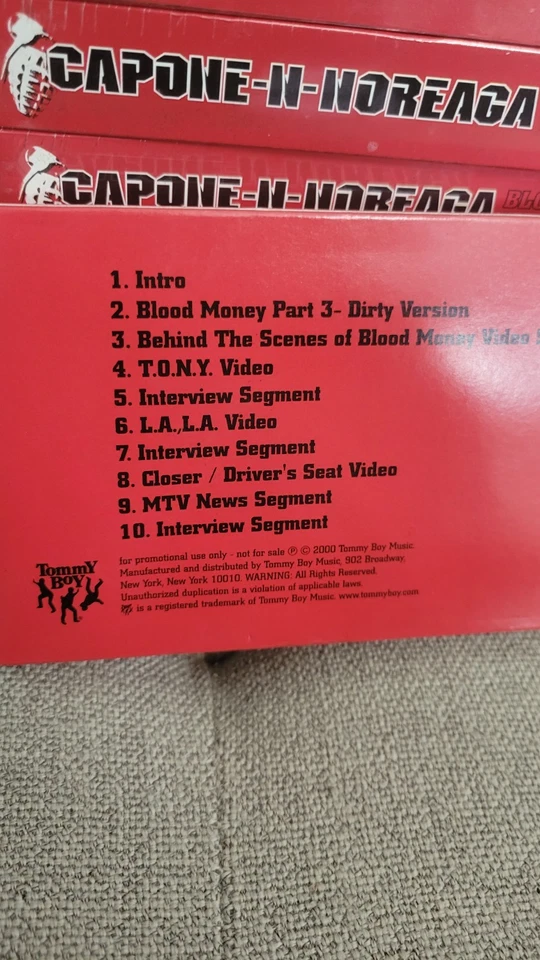 CAPONE-N-NOREAGA
CAPONE-N-NOREAGA
1. Intro
2. Blood Money Part 3- Dirty Version
3. Behind The Scenes of Blood Money Video
4. T.O.N.Y. Video
5. Interview Segment
6. L.A.,L.A. Video
7. Interview Segment
8. Closer / Driver's Seat Video
9. MTV News Segment
10. Interview Segment
for promotional use only - not for sale ℗ © 2000 Tommy Boy Music
Manufactured and distributed by Tommy Boy Music, 902 Broadway,
New York, New York 10010. WARNING: All Rights Reserved.
Unauthorized duplication is a violation of applicable laws.
is a registered trademark of Tommy Boy Music. www.tommyboy.com
Tommy
Boy